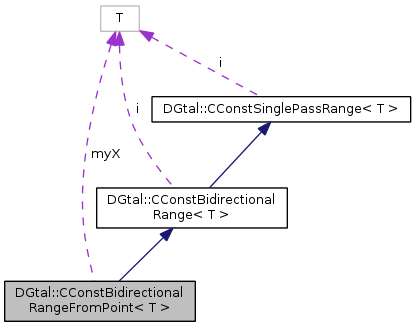 T
i
DGtal::CConstSinglePassRange< T >
i
myX
DGtal::CConstBidirectional
Range< T >
DGtal::CConstBidirectional
RangeFromPoint< T >